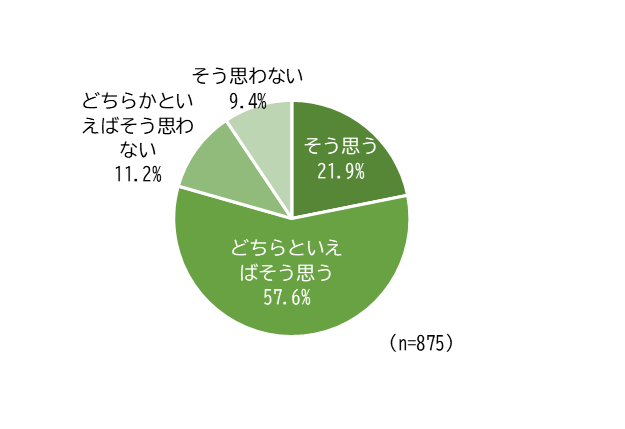 そう思わない
9.4%
どちらかとい
えばそう思わ
ない
11.2%
そう思う
21.9%
どちらといえ
ばそう思う
57.6%
(n=875)